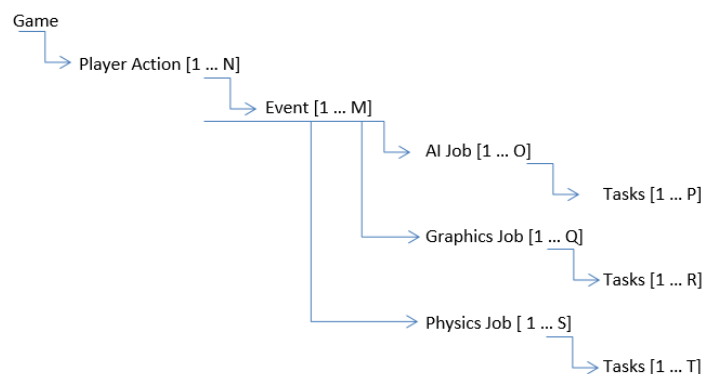 Game
Player Action [1 ... N]
Event [1 ... M]
AI Job [1 ... O]
Tasks [1 ... P]
Graphics Job [1 ... Q]
Tasks [1 ... R]
Physics Job [ 1 ... S]
Tasks [1 ... T]